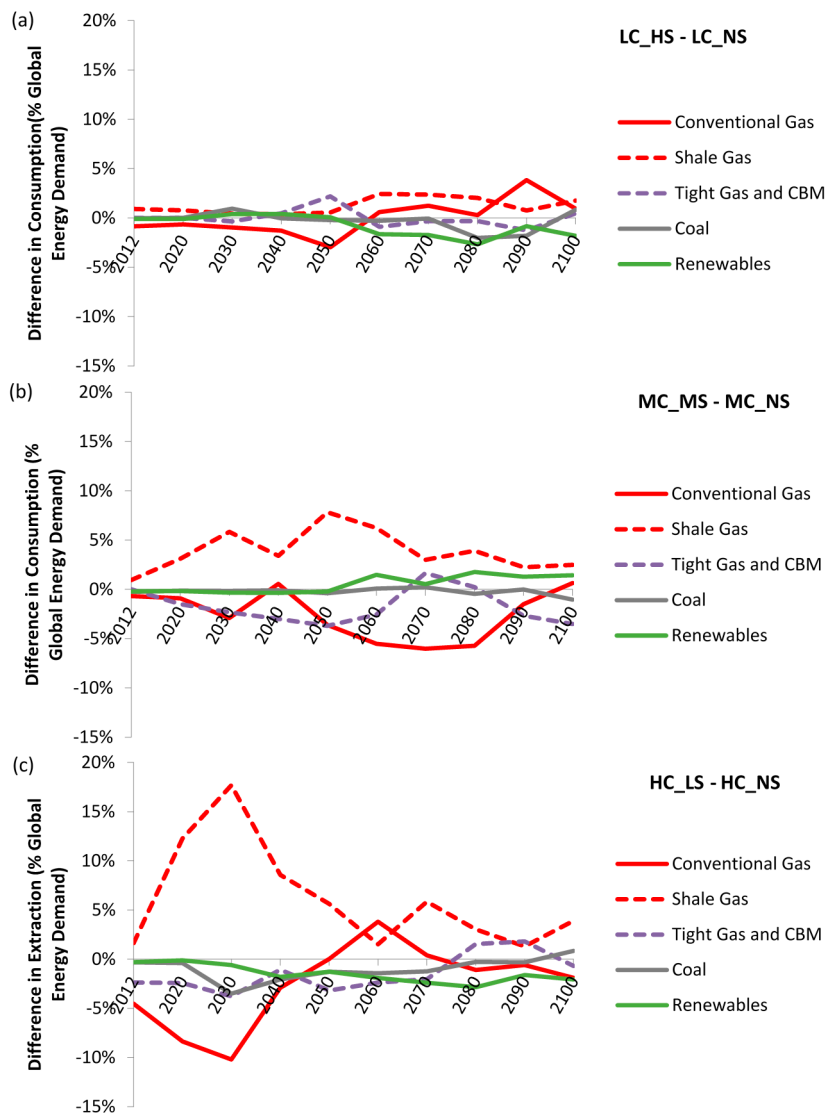 (a)
LC_HS - LC_NS
Difference in Consumption(% Global
Energy Demand)
20%
15%
10%
5%
0%
-5%
-10%
-15%
2012
2020
2030
2040
2050
2060
2070
2080
2090
2100
Conventional Gas
Shale Gas
Tight Gas and CBM
Coal
Renewables
(b)
MC_MS - MC_NS
Difference in Consumption (%
Global Energy Demand)
20%
15%
10%
5%
0%
-5%
-10%
-15%
2012
2020
2030
2040
2050
2060
2070
2080
2090
2100
Conventional Gas
Shale Gas
Tight Gas and CBM
Coal
Renewables
(c)
HC_LS - HC_NS
Difference in Extraction (% Global
Energy Demand)
20%
15%
10%
5%
0%
-5%
-10%
-15%
2012
2020
2030
2040
2050
2060
2070
2080
2090
2100
Conventional Gas
Shale Gas
Tight Gas and CBM
Coal
Renewables